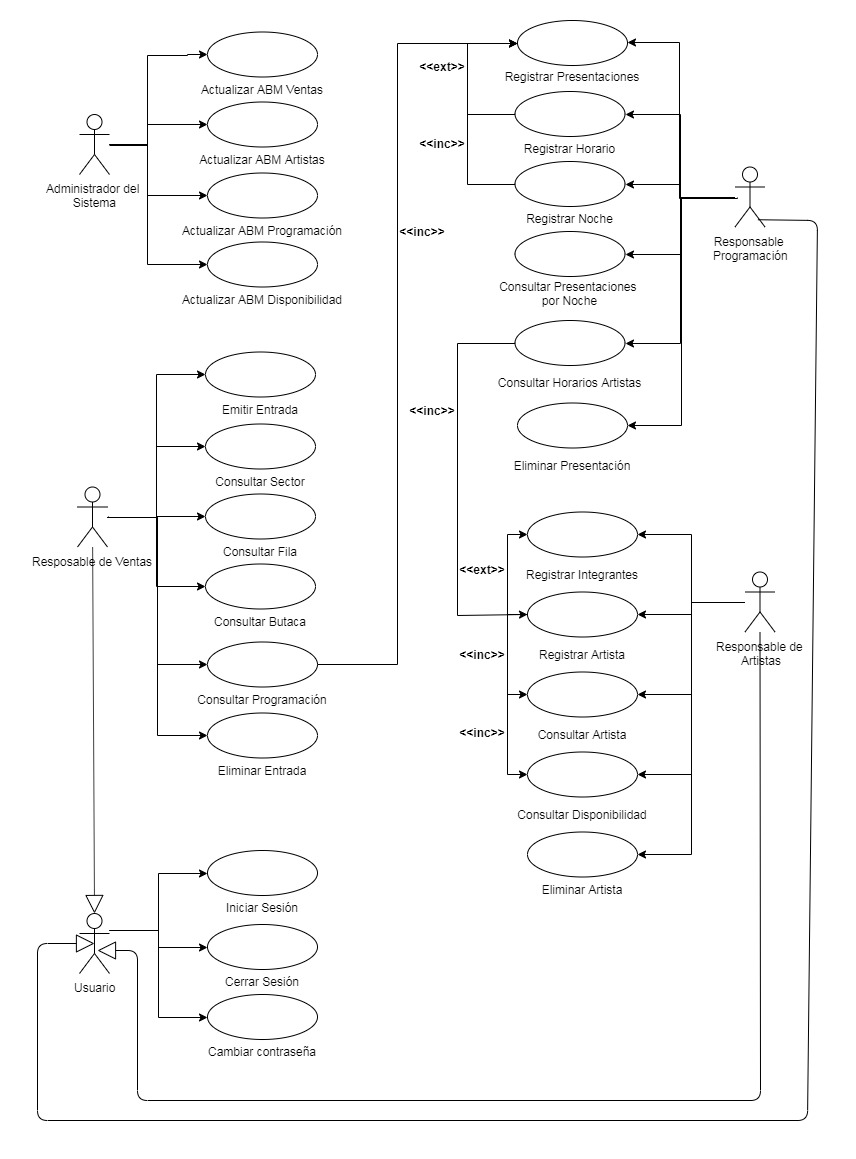 Actualizar ABM Ventas
Actualizar ABM Artistas
Actualizar ABM Programación
Actualizar ABM Disponibilidad
Administrador del
Sistema
<<ext>>
<<inc>>
<<inc>>
Registrar Presentaciones
Registrar Horario
Registrar Noche
Consultar Presentaciones
por Noche
Consultar Horarios Artistas
Eliminar Presentación
Responsable
Programación
<<inc>>
Emitir Entrada
Consultar Sector
Consultar Fila
Consultar Butaca
Consultar Programación
Eliminar Entrada
Resposable de Ventas
<<ext>>
<<inc>>
<<inc>>
Registrar Integrantes
Registrar Artista
Consultar Artista
Consultar Disponibilidad
Eliminar Artista
Responsable de
Artistas
Iniciar Sesión
Cerrar Sesión
Cambiar contraseña
Usuario